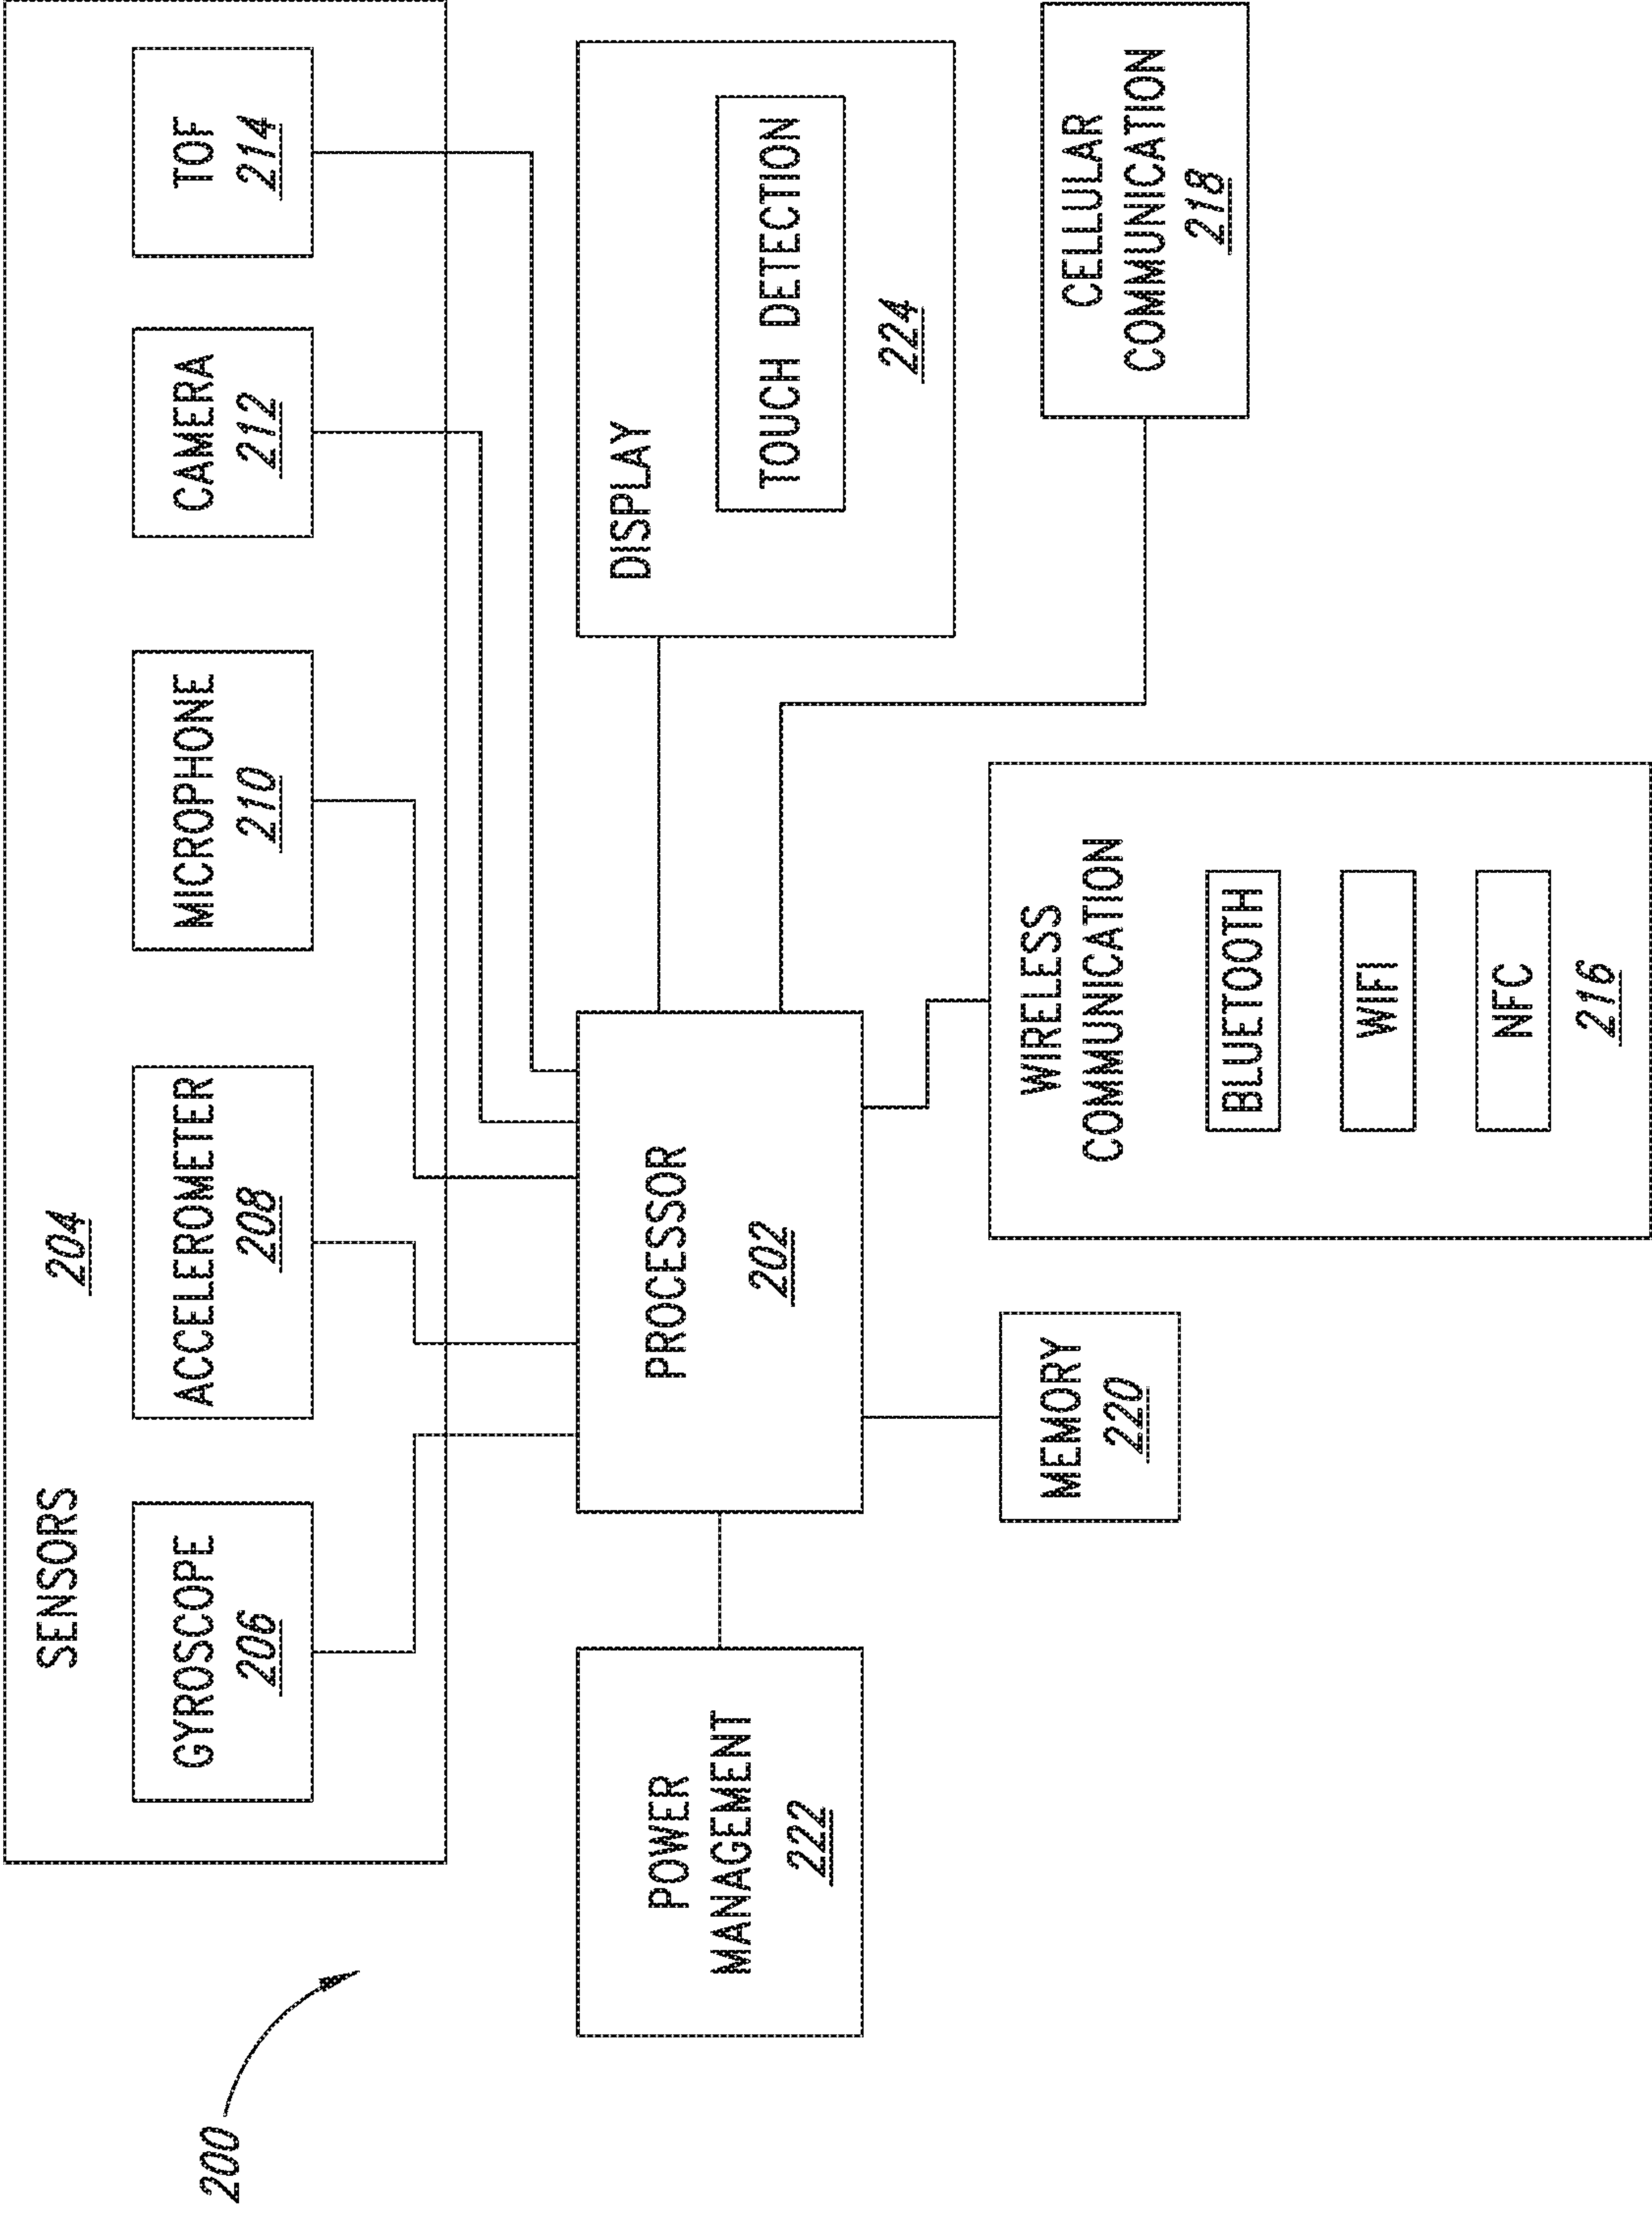 200
SENSORS
204
GYROSCOPE
206
ACCELEROMETER
208
MICROPHONE
210
CAMERA
212
TOF
214
POWER
MANAGEMENT
222
PROCESSOR
202
DISPLAY
TOUCH DETECTION
224
MEMORY
220
WIRELESS
COMMUNICATION
BLUETOOTH
WIFI
NFC
216
CELLULAR
COMMUNICATION
218